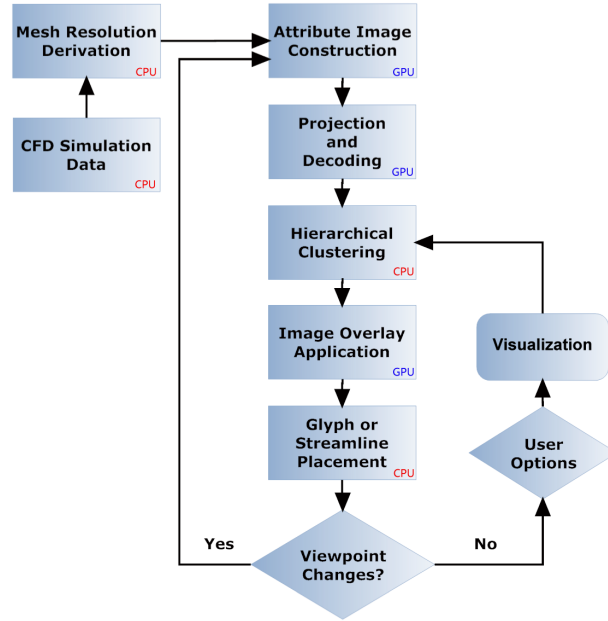 Mesh Resolution
Derivation
CPU
CFD Simulation
Data
CPU
Attribute Image
Construction
GPU
Projection
and
Decoding
GPU
Hierarchical
Clustering
CPU
Image Overlay
Application
GPU
Glyph or
Streamline
Placement
CPU
Viewpoint
Changes?
Yes
No
User
Options
Visualization